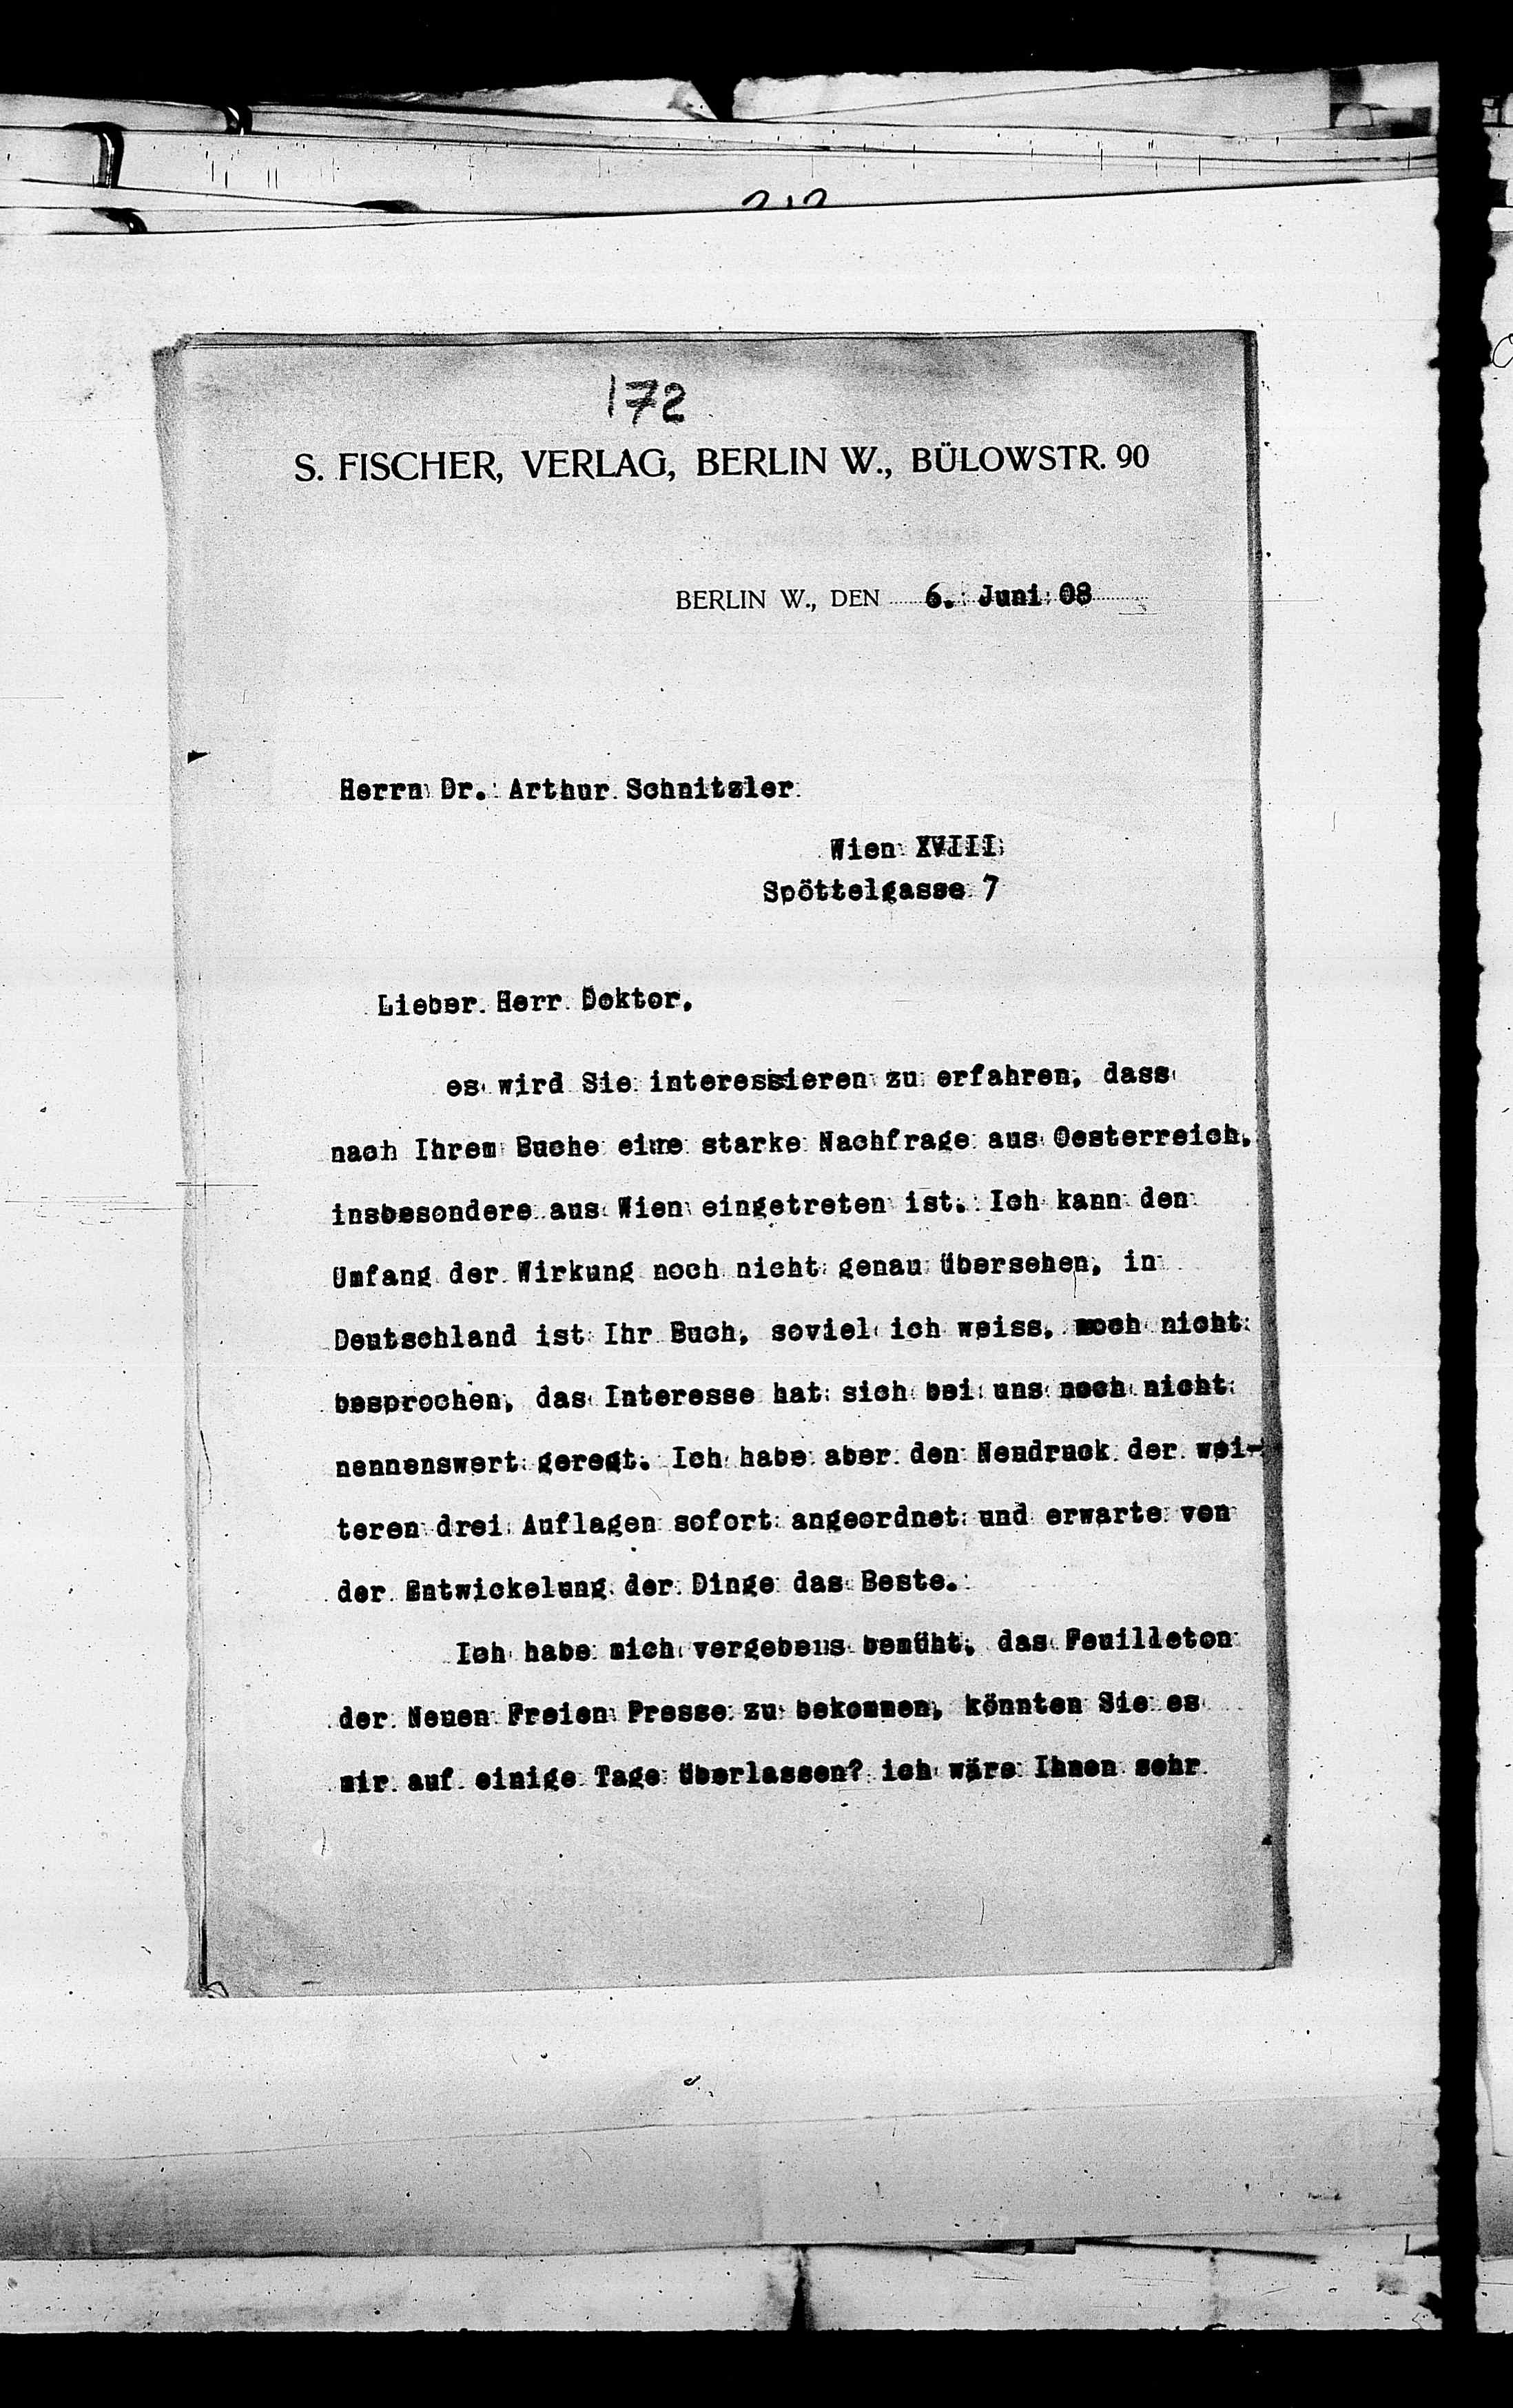 172
S. FISCHER, VERLAG, BERLIN W., BÜLOWSTR. 90
BERLIN W., DEN 6. Juni 08
Herrn Dr. Arthur Schnitzler
Wien XVIII
Spöttelgasse 7
Lieber Herr Doktor,
es wird Sie interessieren zu erfahren, dass
nach Ihrem Buche eine starke Nachfrage aus Oesterreich,
insbesondere aus Wien eingetreten ist. Ich kann den
Umfang der Wirkung noch nicht genau übersehen, in
Deutschland ist Ihr Buch, soviel ich weiss, noch nicht
besprochen, das Interesse hat sich bei uns noch nicht
nennenswert geregt. Ich habe aber den Neudruck der wei-
teren drei Auflagen sofort angeordnet und erwarte von
der Entwickelung der Dinge das Beste.
Ich habe mich vergebens bemüht, das Feuilleton
der Neuen Freien Presse zu bekommen, könnten Sie es
mir auf einige Tage überlassen? ich wäre Ihnen sehr